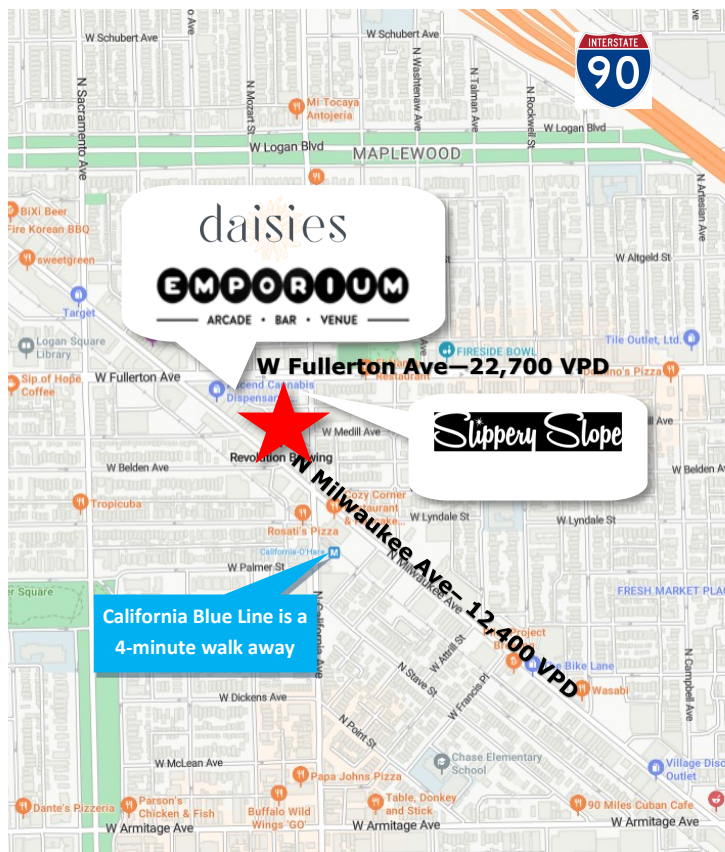 W Schubert Ave
W Schubert Ave
INTERSTATE
90
N Sacramento Ave
N Mozart St
N Washtenaw Ave
N Talman Ave
N Rockwell St
Mi Tocaya
Antojeria
W Logan Blvd
W Logan Blvd
MAPLEWOOD
N Artesian Ave
BiXi Beer
Fire Korean BBQ
daisies
sweetgreen
W Altgeld St
EMPORIUM
ARCADE • BAR • VENUE
Target
Logan Square
Library
Tile Outlet, Ltd.
FIRESIDE BOWL
W Fullerton Ave—22,700 VPD
Restaurant
Sip of Hope
Coffee
W Fullerton Ave
Slippery Slope
W Medill Ave
W Belden Ave
W Belden Av
N Milwaukee Ave– 12,400 VPD
Tropicuba
Rosati's Pizza
Cozy Corner
W Lyndale St
W Lyndale St
California-O'Hare
M
W Palmer St
N Milwaukee Ave
FRESH MARKET PLA
er Square
California Blue Line is a
4-minute walk away
N California Ave
W Attrill St
N Stave St
W Francis Pl
Project
Bike Lane
Wasabi
N Campbell Ave
W Dickens Ave
N Point St
W McLean Ave
Chase Elementary
School
Village Disc
Outlet
Papa Johns Pizza
Dante's Pizzeria
Parson's
Chicken & Fish
Buffalo Wild
Wings 'GO'
Table, Donkey
and Stick
90 Miles Cuban Cafe
W Armitage Ave
W Armitage Ave
W Armitage Ave